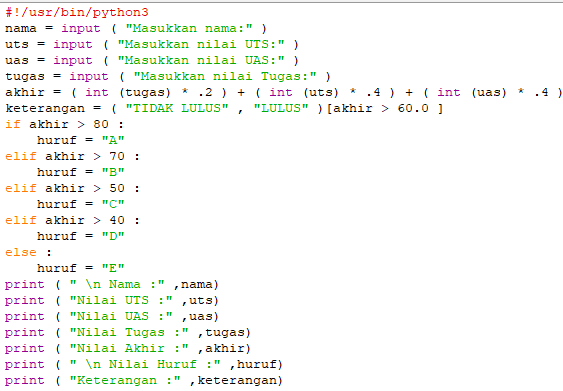 #!/usr/bin/python3
nama = input ( "Masukkan nama:" )
uts = input ( "Masukkan nilai UTS:" )
uas = input ( "Masukkan nilai UAS:" )
tugas = input ( "Masukkan nilai Tugas:" )
akhir = ( int (tugas) * .2 ) + ( int (uts) * .4 ) + ( int (uas) * .4 )
keterangan = ( "TIDAK LULUS" , "LULUS" )[akhir > 60.0 ]
if akhir > 80 :
    huruf = "A"
elif akhir > 70 :
    huruf = "B"
elif akhir > 50 :
    huruf = "C"
elif akhir > 40 :
    huruf = "D"
else :
    huruf = "E"
print ( " \n Nama :" ,nama)
print ( "Nilai UTS :" ,uts)
print ( "Nilai UAS :" ,uas)
print ( "Nilai Tugas :" ,tugas)
print ( "Nilai Akhir :" ,akhir)
print ( " \n Nilai Huruf :" ,huruf)
print ( "Keterangan :" ,keterangan)